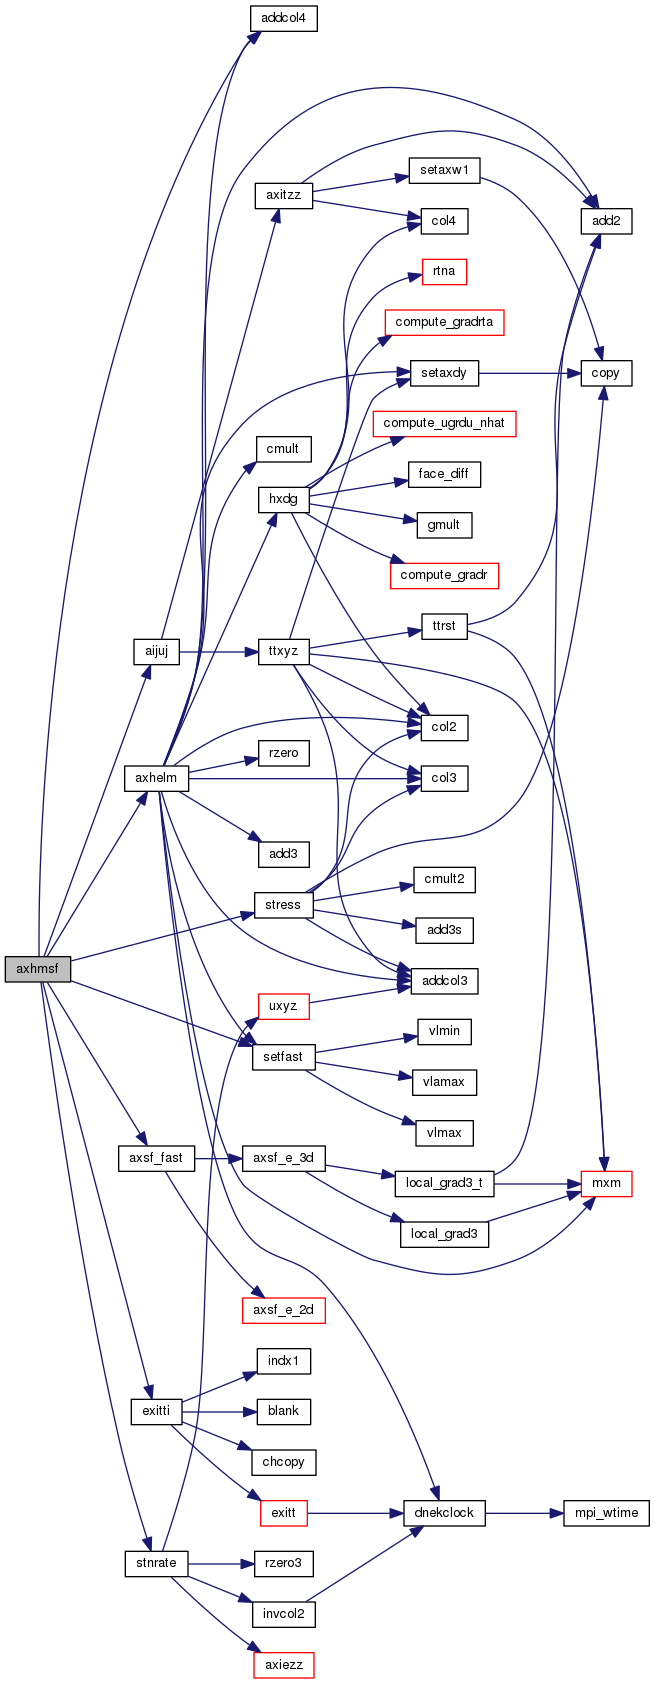 addcol4
setaxw1
axitzz
col4
add2
rtna
compute_gradrta
setaxdy
copy
compute_ugrdu_nhat
cmult
face_diff
hxdg
gmult
compute_gradr
ttrst
aijuj
ttxyz
col2
rzero
axhelm
col3
add3
cmult2
stress
add3s
axhmsf
addcol3
uxyz
vlmin
setfast
vlamax
vlmax
axsf_fast
axsf_e_3d
local_grad3_t
mxm
local_grad3
axsf_e_2d
indx1
exitti
blank
chcopy
exitt
dnekclock
mpi_wtime
stnrate
rzero3
invcol2
axiezz